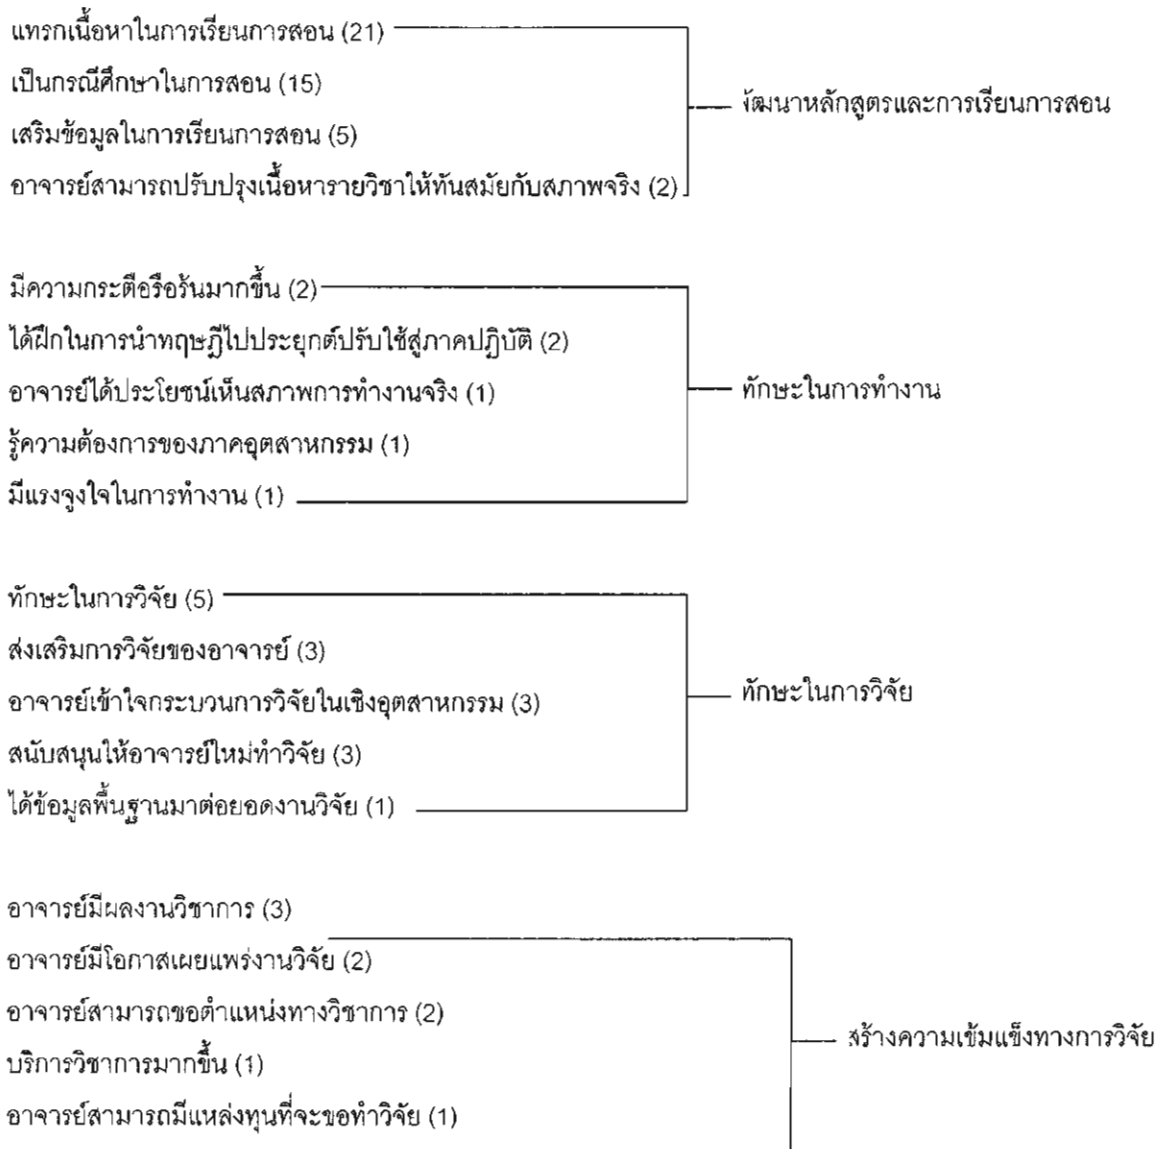 แทรกเนื้อหาในการเรียนการสอน (21)
เป็นกรณีศึกษาในการสอน (15)
พัฒนาหลักสูตรและการเรียนการสอน
เสริมข้อมูลในการเรียนการสอน (5)
อาจารย์สามารถปรับปรุงเนื้อหารายวิชาให้ทันสมัยกับสภาพจริง (2)
มีความกระตือรือร้นมากขึ้น (2)
ได้ฝึกในการนำทฤษฎีไปประยุกต์ปรับใช้สู่ภาคปฏิบัติ (2)
อาจารย์ได้ประโยชน์เห็นสภาพการทำงานจริง (1)
ทักษะในการทำงาน
รู้ความต้องการของภาคอุตสาหกรรม (1)
มีแรงจูงใจในการทำงาน (1)
ทักษะในการวิจัย (5)
ส่งเสริมการวิจัยของอาจารย์ (3)
อาจารย์เข้าใจกระบวนการวิจัยในเชิงอุตสาหกรรม (3)
ทักษะในการวิจัย
สนับสนุนให้อาจารย์ใหม่ทำวิจัย (3)
ได้ข้อมูลพื้นฐานมาต่อยอดงานวิจัย (1)
อาจารย์มีผลงานวิชาการ (3)
อาจารย์มีโอกาสเผยแพร่งานวิจัย (2)
อาจารย์สามารถขอตำแหน่งทางวิชาการ (2)
สร้างความเข้มแข็งทางการวิจัย
บริการวิชาการมากขึ้น (1)
อาจารย์สามารถมีแหล่งทุนที่จะขอทำวิจัย (1)